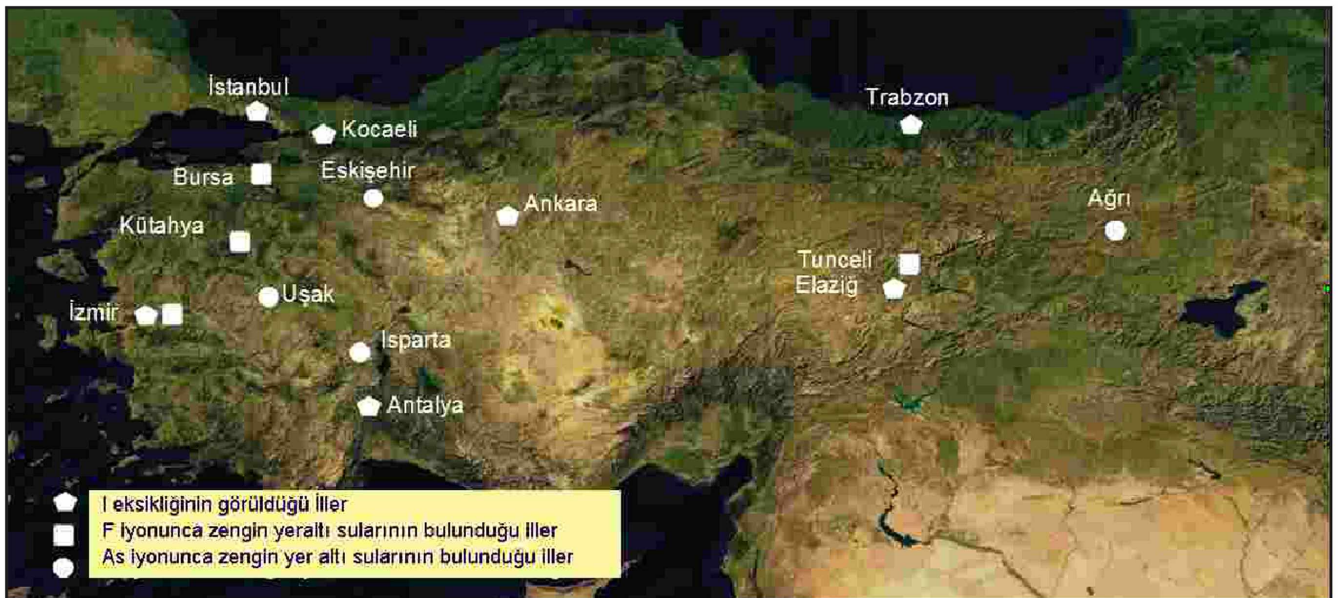 İstanbul
Kocaeli
Trabzon
Bursa
Eskişehir
Ankara
Ağrı
Kütahya
Tunceli
Elaziğ
İzmir
Uşak
Isparta
Antalya
I eksikliğinin görüldüğü İller
F iyonunca zengin yeraltı sularının bulunduğu iller
As iyonunca zengin yer altı sularının bulunduğu iller